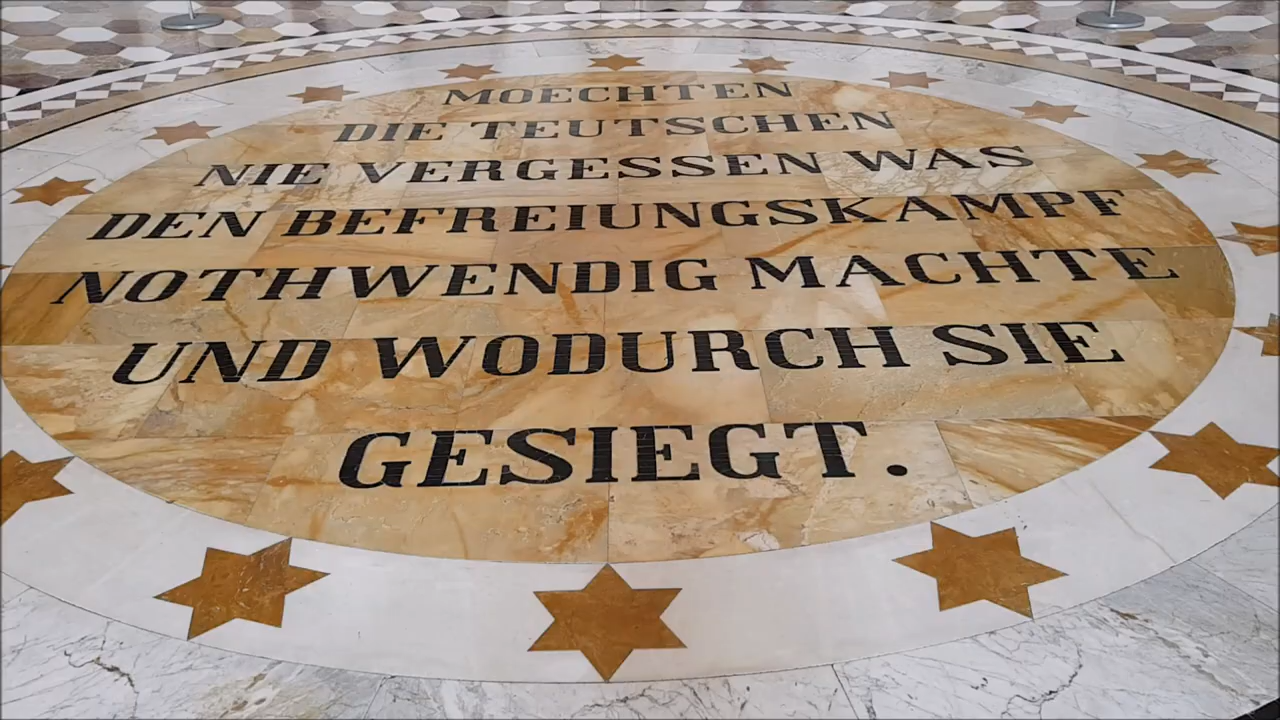 MOECHTEN
DIE TEUTSCHEN
NIE VERGESSEN WAS
DEN BEFREIUNGSKAMPF
NOTHWENDIG MACHTE
UND WODURCH SIE
GESIEGT.